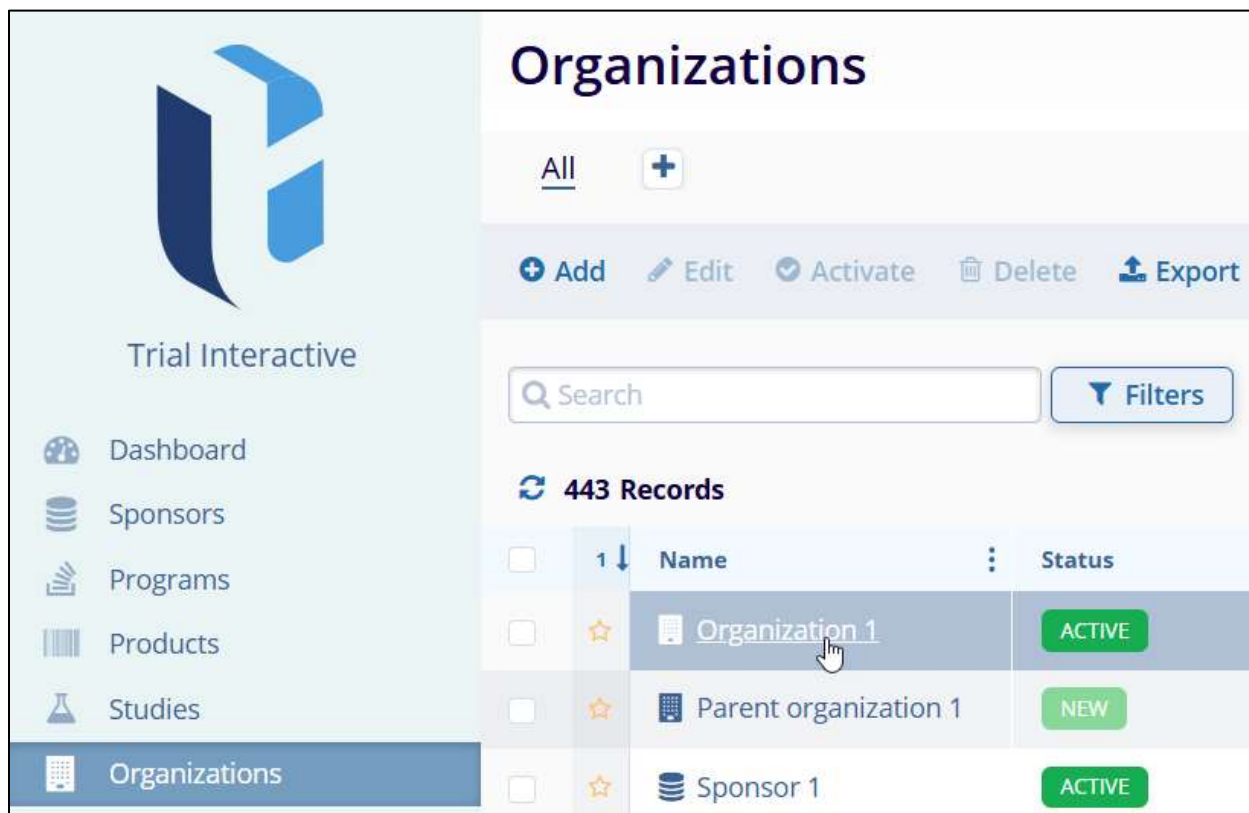 Trial Interactive
Dashboard
Sponsors
Programs
Products
Studies
Organizations
Organizations
All
Add Edit Activate Delete Export
Search Filters
443 Records
1 Name Status
Organization 1 ACTIVE
Parent organization 1 NEW
Sponsor 1 ACTIVE